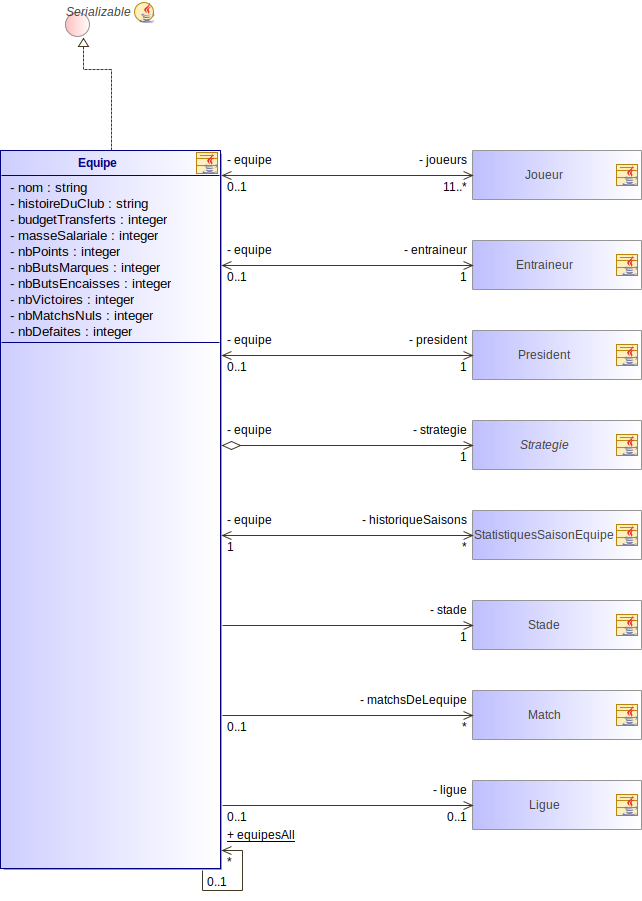 Serializable
Equipe
- nom : string
- histoireDuClub : string
- budgetTransferts : integer
- masseSalariale : integer
- nbPoints : integer
- nbButsMarques : integer
- nbButsEncaisses : integer
- nbVictoires : integer
- nbMatchsNuls : integer
- nbDefaites : integer
- equipe - joueurs
0..1 11..*
Joueur
- equipe - entraineur
0..1 1
Entraineur
- equipe - president
0..1 1
President
- equipe - strategie
1
Strategie
- equipe - historiqueSaisons
1 *
StatistiquesSaisonEquipe
- stade
1
Stade
- matchsDeLequipe
0..1 *
Match
- ligue
0..1 0..1
Ligue
+ equipesAll
*
0..1